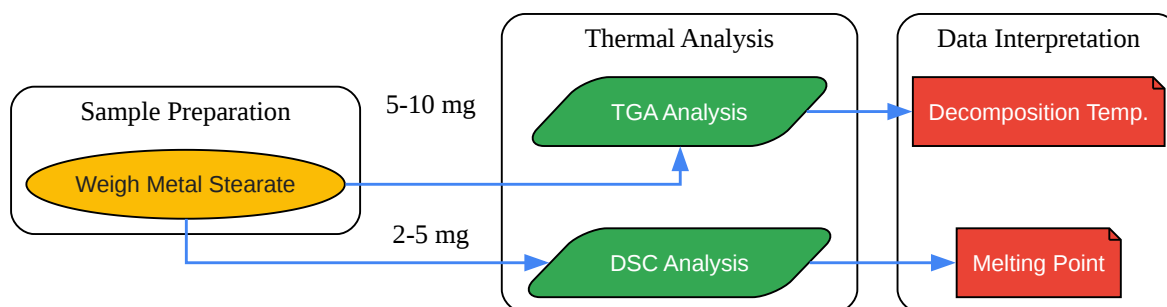 Sample Preparation
Weigh Metal Stearate
5-10 mg
2-5 mg
Thermal Analysis
TGA Analysis
DSC Analysis
Data Interpretation
Decomposition Temp.
Melting Point